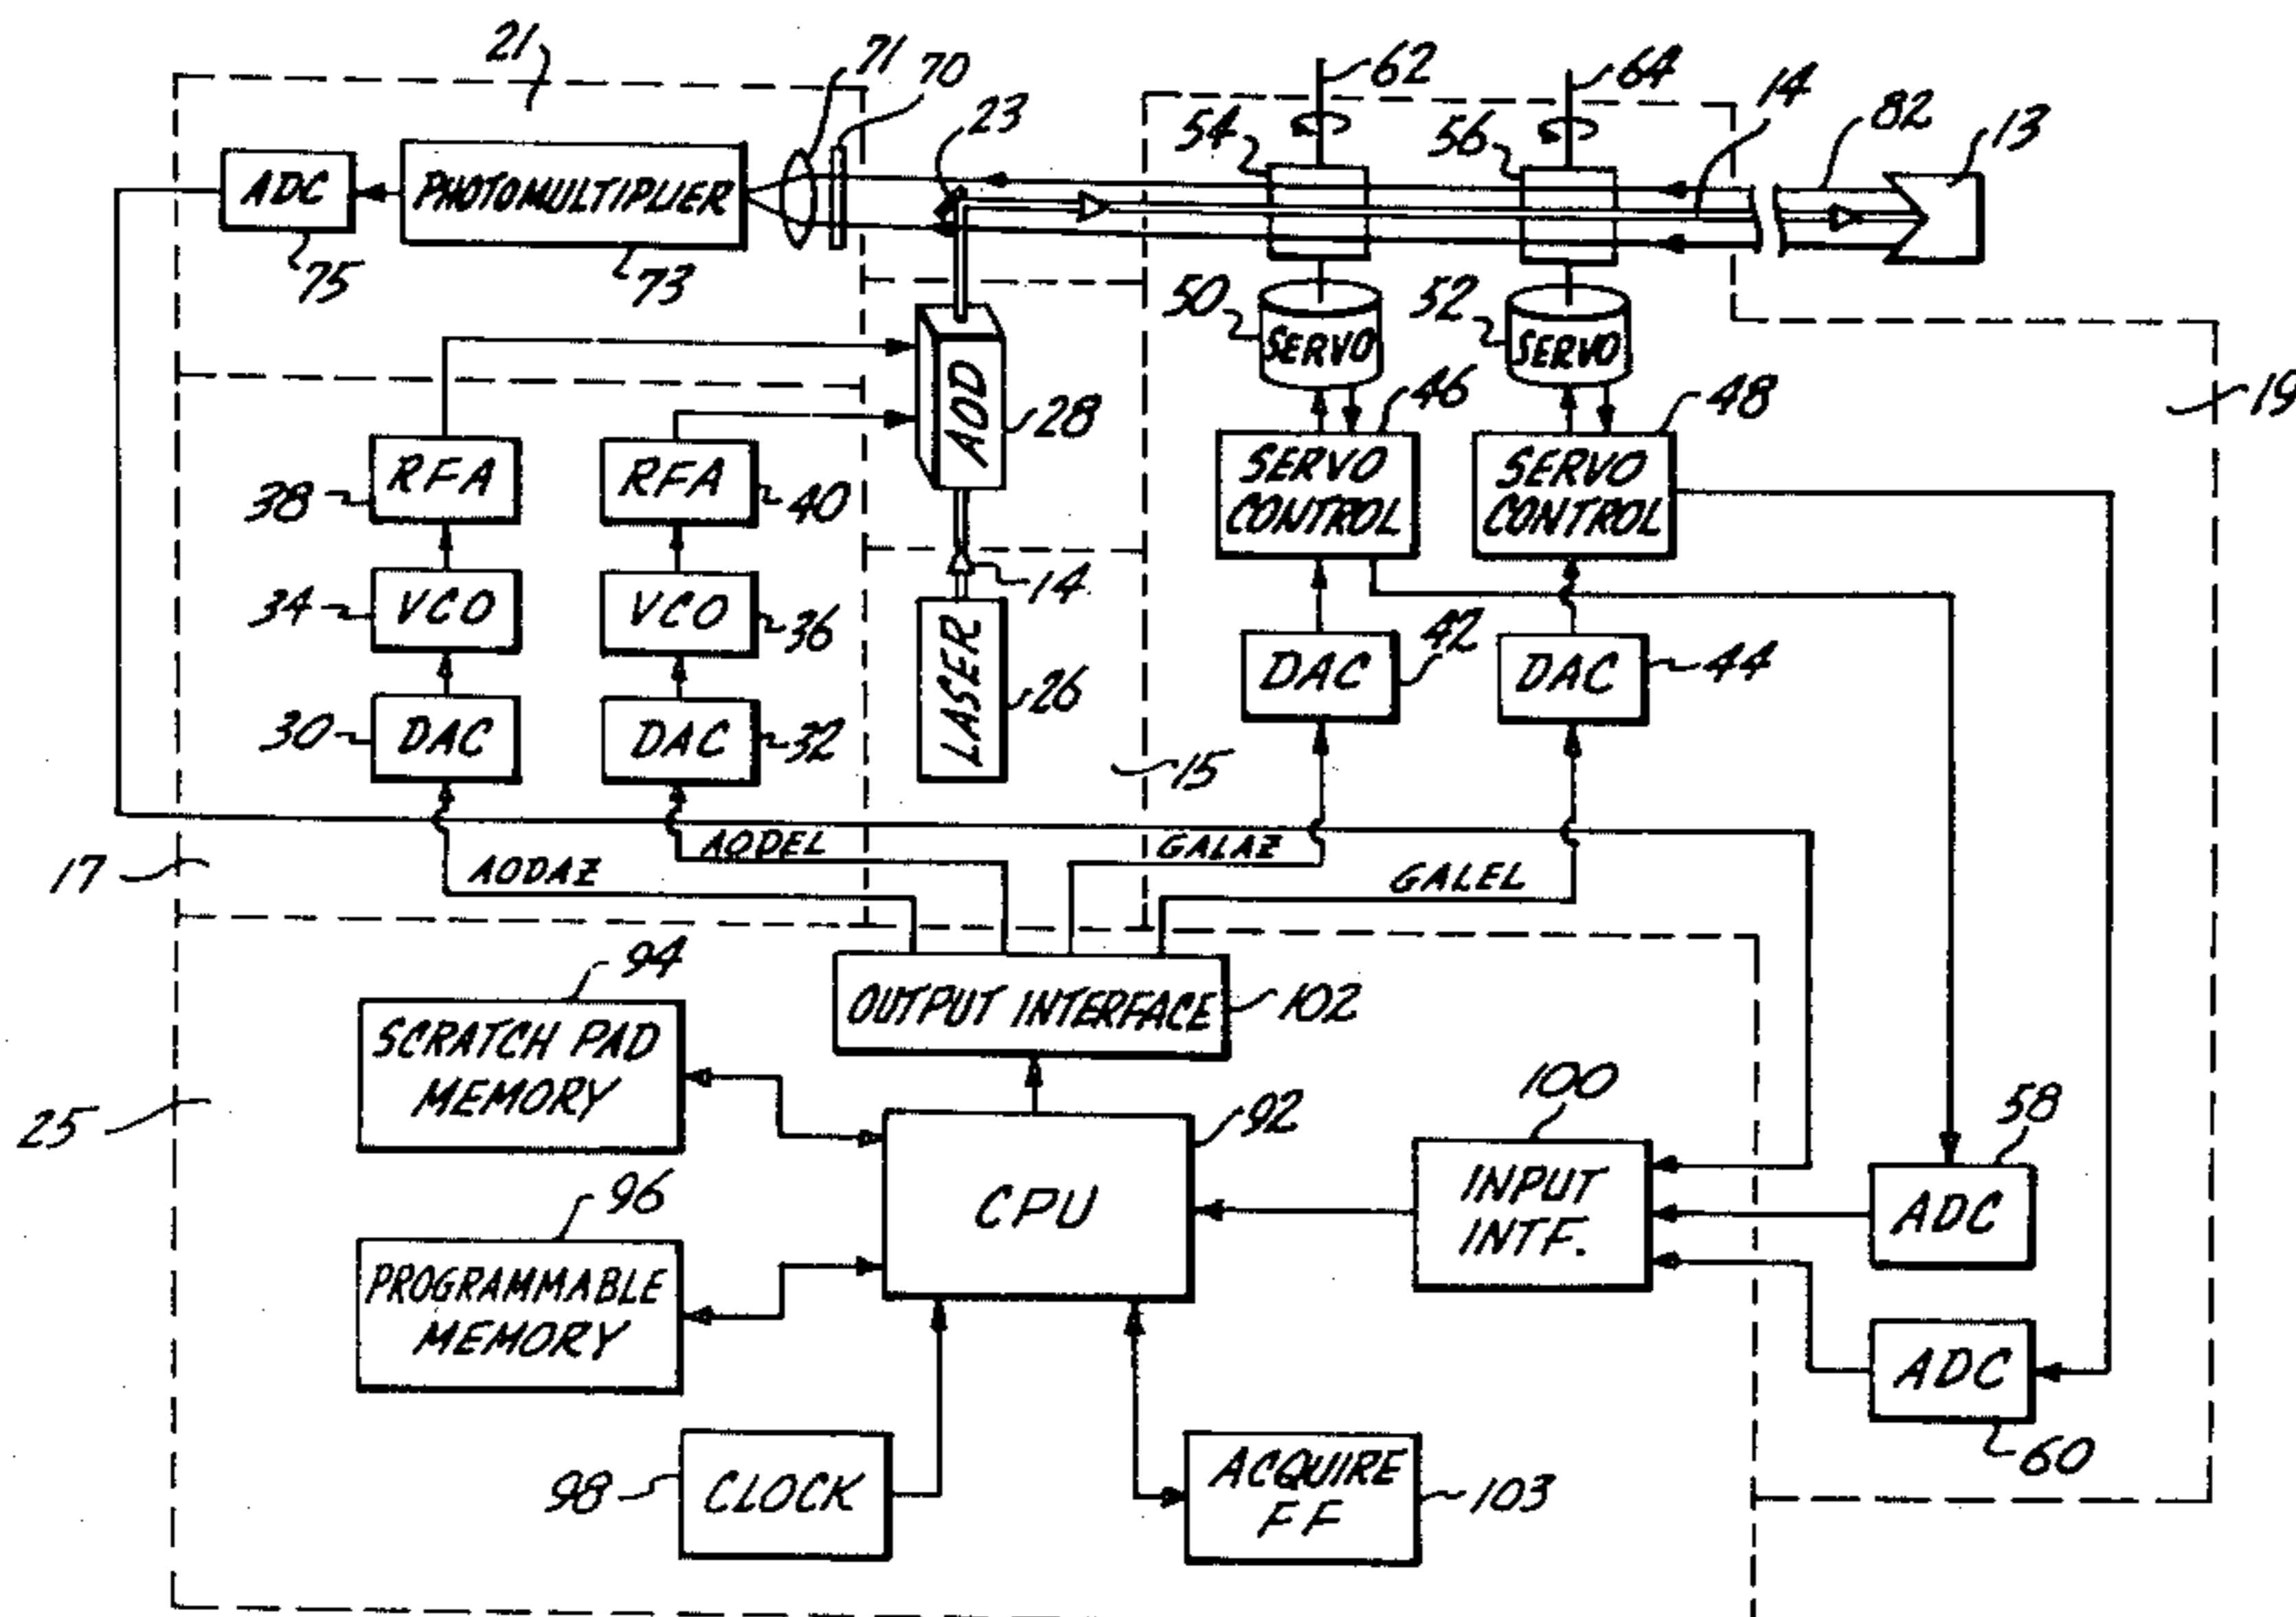 21
71
70
23
62
64
14
82
13
54
56
ADC
PHOTOMULTIPLIER
75
73
50
SERVO
52
SERVO
46
48
19
AOD
28
RFA
38
RFA
40
SERVO
CONTROL
SERVO
CONTROL
34
VCO
VCO
36
14
LASER
26
DAC
42
DAC
44
30
DAC
DAC
32
15
17
AODAZ
AODEL
GALAZ
GALEL
94
SCRATCH PAD
MEMORY
OUTPUT INTERFACE
102
25
96
PROGRAMMABLE
MEMORY
CPU
92
100
INPUT
INTF.
58
ADC
ADC
60
98
CLOCK
ACQUIRE
FF
103